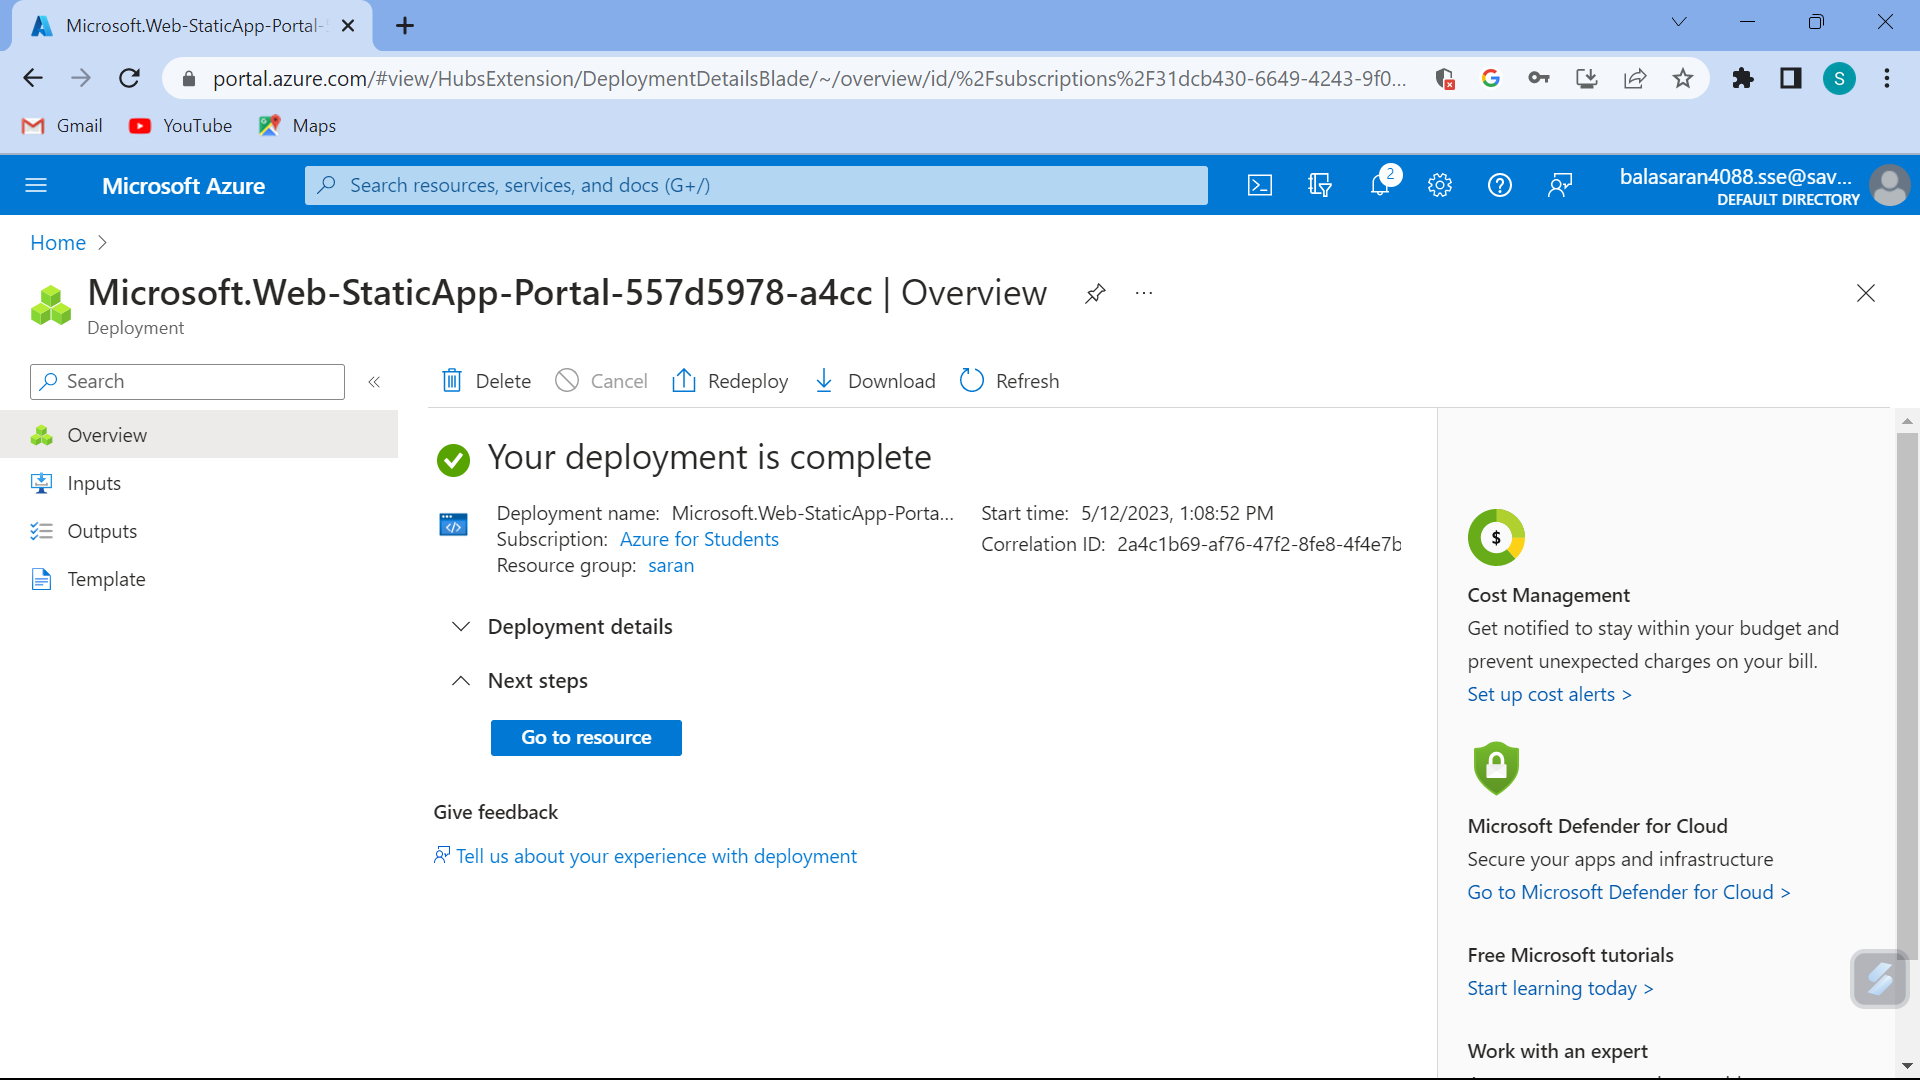 Microsoft.Web-StaticApp-Portal-
portal.azure.com/#view/HubsExtension/DeploymentDetailsBlade/~/overview/id/%2Fsubscriptions%2F31dcb430-6649-4243-9f0...
S
Gmail
YouTube
Maps
Microsoft Azure
Search resources, services, and docs (G+/)
2
balasaran4088.sse@sav...
DEFAULT DIRECTORY
Home
Microsoft.Web-StaticApp-Portal-557d5978-a4cc | Overview
Deployment
Search
Delete
Cancel
Redeploy
Download
Refresh
Overview
Inputs
Outputs
Template
Your deployment is complete
Deployment name: Microsoft.Web-StaticApp-Porta...
Subscription: Azure for Students
Resource group: saran
Start time: 5/12/2023, 1:08:52 PM
Correlation ID: 2a4c1b69-af76-47f2-8fe8-4f4e7b
Deployment details
Next steps
Go to resource
Give feedback
Tell us about your experience with deployment
$
Cost Management
Get notified to stay within your budget and
prevent unexpected charges on your bill.
Set up cost alerts >
Microsoft Defender for Cloud
Secure your apps and infrastructure
Go to Microsoft Defender for Cloud >
Free Microsoft tutorials
Start learning today >
Work with an expert